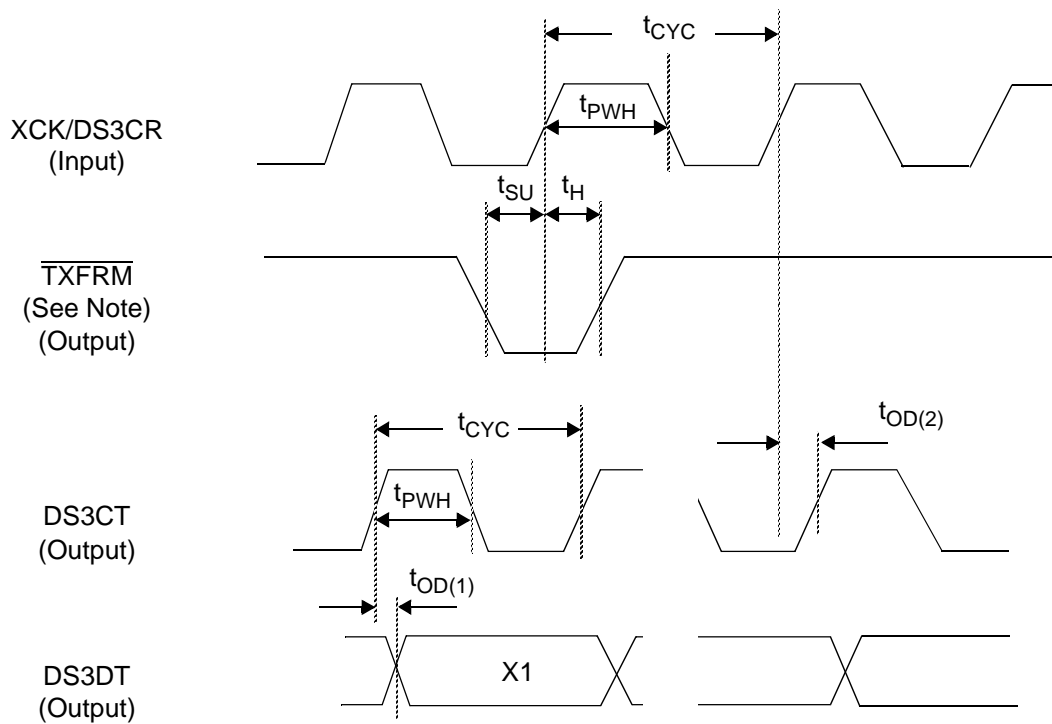 tCYC
XCK/DS3CR
(Input)
tPWH
tSU
tH
TXFRM
(See Note)
(Output)
tCYC
tOD(2)
tPWH
DS3CT
(Output)
tOD(1)
X1
DS3DT
(Output)